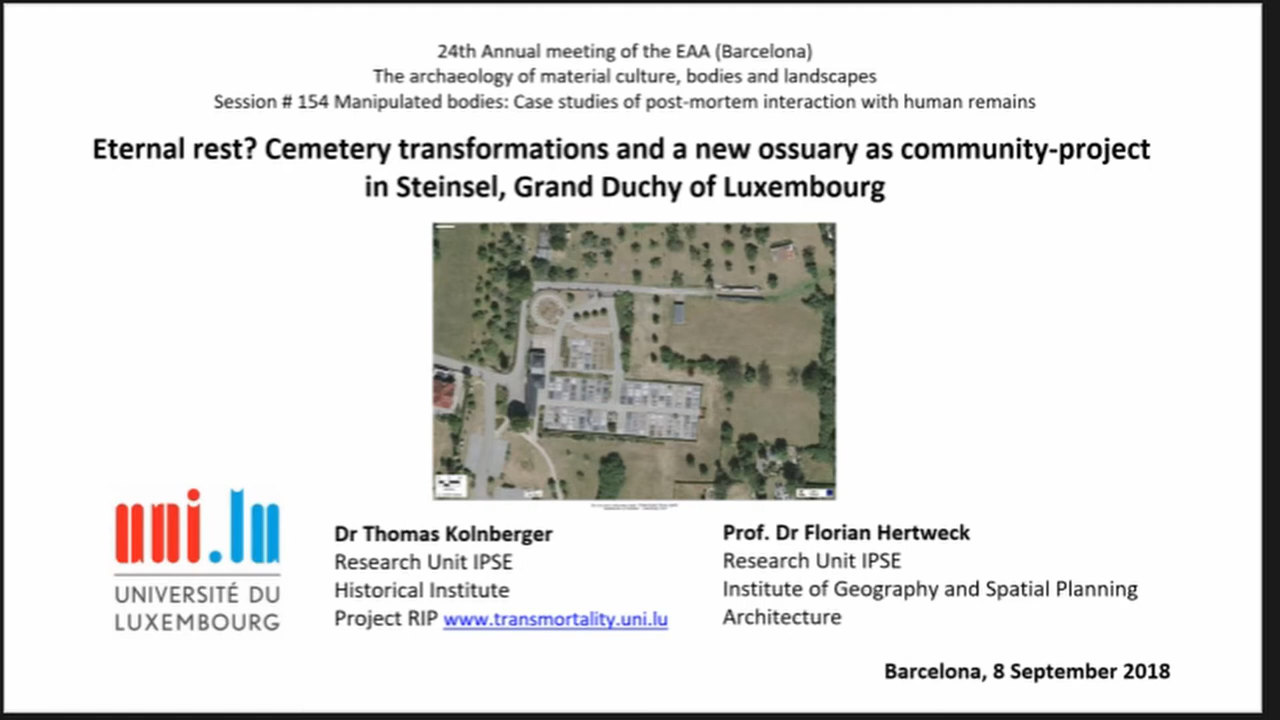 24th Annual meeting of the EAA (Barcelona)
The archaeology of material culture, bodies and landscapes
Session # 154 Manipulated bodies: Case studies of post-mortem interaction with human remains
Eternal rest? Cemetery transformations and a new ossuary as community-project
in Steinsel, Grand Duchy of Luxembourg
uni.lu
UNIVERSITÉ DU
LUXEMBOURG
Dr Thomas Kolnberger
Research Unit IPSE
Historical Institute
Project RIP www.transmortality.uni.lu
Prof. Dr Florian Hertweck
Research Unit IPSE
Institute of Geography and Spatial Planning
Architecture
Barcelona, 8 September 2018